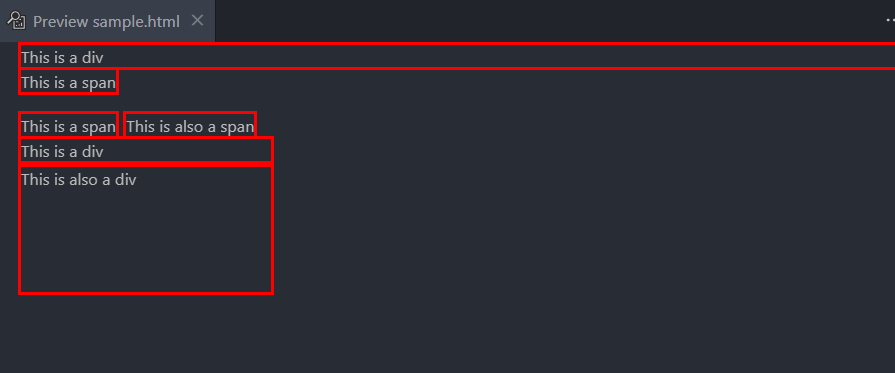 Preview sample.html
This is a div
This is a span
This is a span This is also a span
This is a div
This is also a div